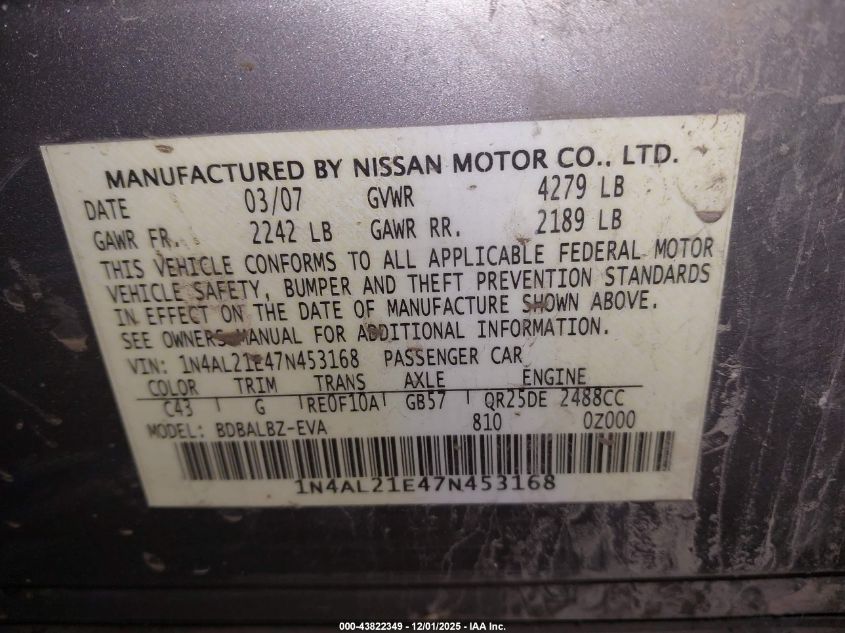 MANUFACTURED BY NISSAN MOTOR CO., LTD.
DATE 03/07 GVWR 4279 LB
GAWR FR. 2242 LB GAWR RR. 2189 LB
THIS VEHICLE CONFORMS TO ALL APPLICABLE FEDERAL MOTOR
VEHICLE SAFETY, BUMPER AND THEFT PREVENTION STANDARDS
IN EFFECT ON THE DATE OF MANUFACTURE SHOWN ABOVE.
SEE OWNERS MANUAL FOR ADDITIONAL INFORMATION.
VIN: 1N4AL21E47N453168 PASSENGER CAR
COLOR TRIM TRANS AXLE ENGINE
C43 G RE0F10A GB57 QR25DE 2488CC
MODEL: BDBALBZ-EVA 810 0Z000
1N4AL21E47N453168
000-43822349 - 12/01/2025 - IAA Inc.